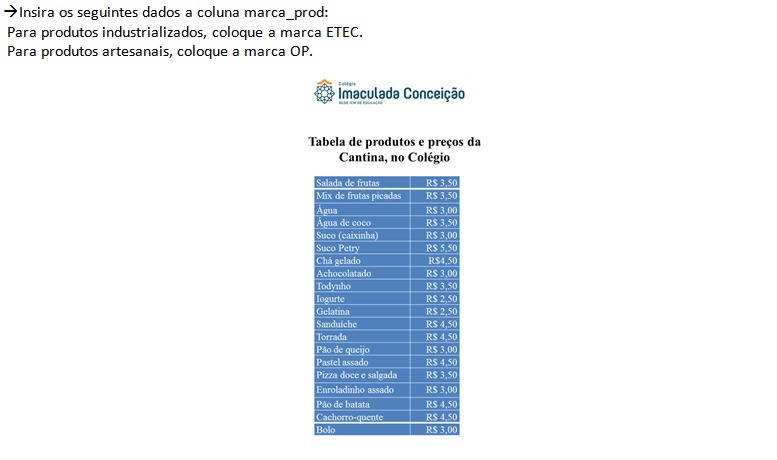 →Insira os seguintes dados a coluna marca_prod:
Para produtos industrializados, coloque a marca ETEC.
Para produtos artesanais, coloque a marca OP.
Colégio
Imaculada Conceição
REDE ICM DE EDUCAÇÃO
Tabela de produtos e preços da
Cantina, no Colégio
Salada de frutas R$ 3,50
Mix de frutas picadas R$ 3,50
Água R$ 3,00
Água de coco R$ 3,50
Suco (caixinha) R$ 3,00
Suco Petry R$ 5,50
Chá gelado R$4,50
Achocolatado R$ 3,00
Todynho R$ 3,50
Iogurte R$ 2,50
Gelatina R$ 2,50
Sanduíche R$ 4,50
Torrada R$ 4,50
Pão de queijo R$ 3,00
Pastel assado R$ 4,50
Pizza doce e salgada R$ 3,50
Enroladinho assado R$ 3,00
Pão de batata R$ 4,50
Cachorro-quente R$ 4,50
Bolo R$ 3,00